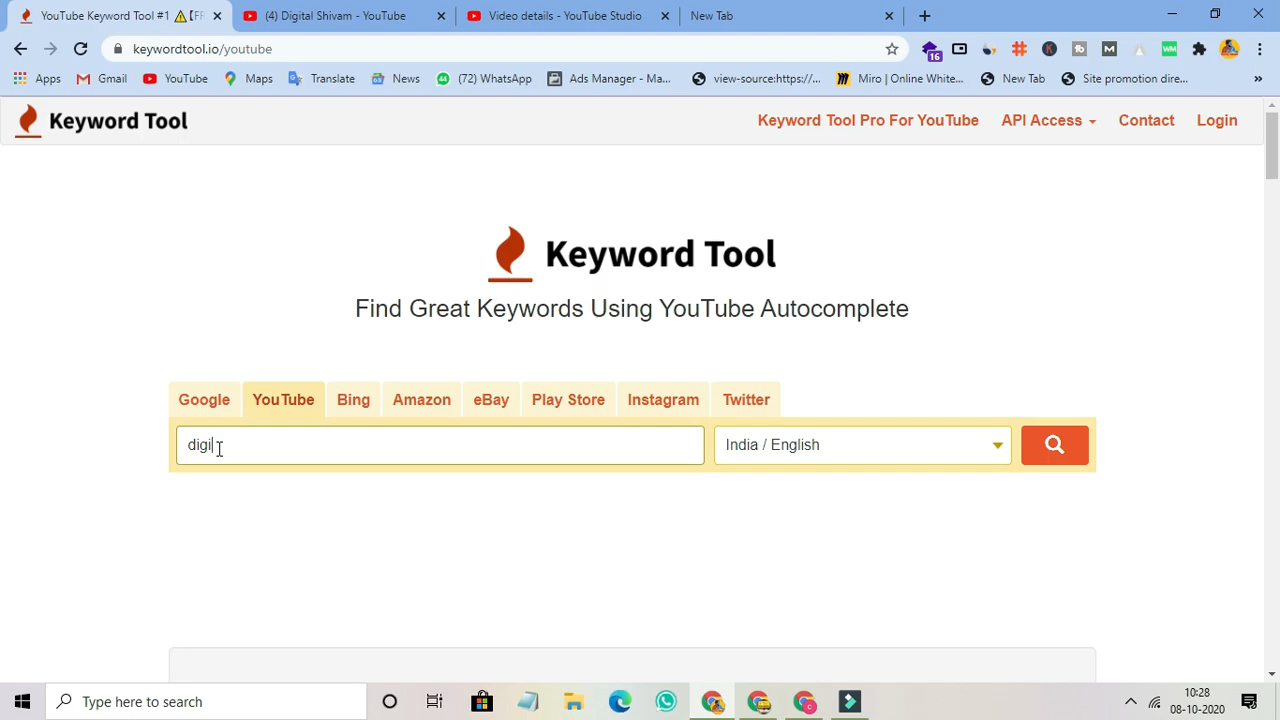 YouTube Keyword Tool #1 ⚠️【FR
(4) Digital Shivam - YouTube
Video details - YouTube Studio
New Tab
keywordtool.io/youtube
16
Apps
Gmail
YouTube
Maps
Translate
News
(72) WhatsApp
Ads Manager - Ma...
view-source:https://...
Miro | Online White...
New Tab
Site promotion dire...
Keyword Tool
Keyword Tool Pro For YouTube
API Access
Contact
Login
Keyword Tool
Find Great Keywords Using YouTube Autocomplete
Google
YouTube
Bing
Amazon
eBay
Play Store
Instagram
Twitter
digi
India / English
Type here to search
10:28
08-10-2020